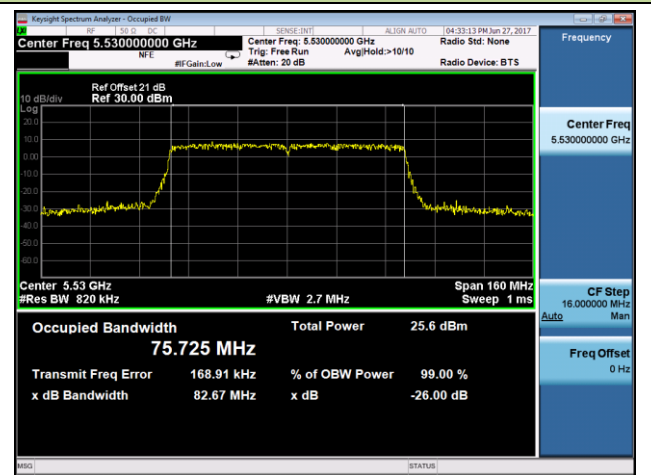 Keysight Spectrum Analyzer - Occupied BW
RF 50 Ω DC SENSE:INT ALIGN AUTO 04:33:13 PM Jun 27, 2017
Center Freq 5.530000000 GHz
NFE
#IFGain:Low
Center Freq: 5.530000000 GHz
Trig: Free Run Avg|Hold:>10/10
#Atten: 20 dB
Radio Std: None
Radio Device: BTS
Ref Offset 21 dB
10 dB/div Ref 30.00 dBm
Log
20.0
10.0
0.00
-10.0
-20.0
-30.0
-40.0
-50.0
-60.0
Center 5.53 GHz Span 160 MHz
#Res BW 820 kHz #VBW 2.7 MHz Sweep 1 ms
Occupied Bandwidth Total Power 25.6 dBm
75.725 MHz
Transmit Freq Error 168.91 kHz % of OBW Power 99.00 %
x dB Bandwidth 82.67 MHz x dB -26.00 dB
MSG STATUS
Frequency
Center Freq
5.530000000 GHz
CF Step
16.000000 MHz
Auto Man
Freq Offset
0 Hz